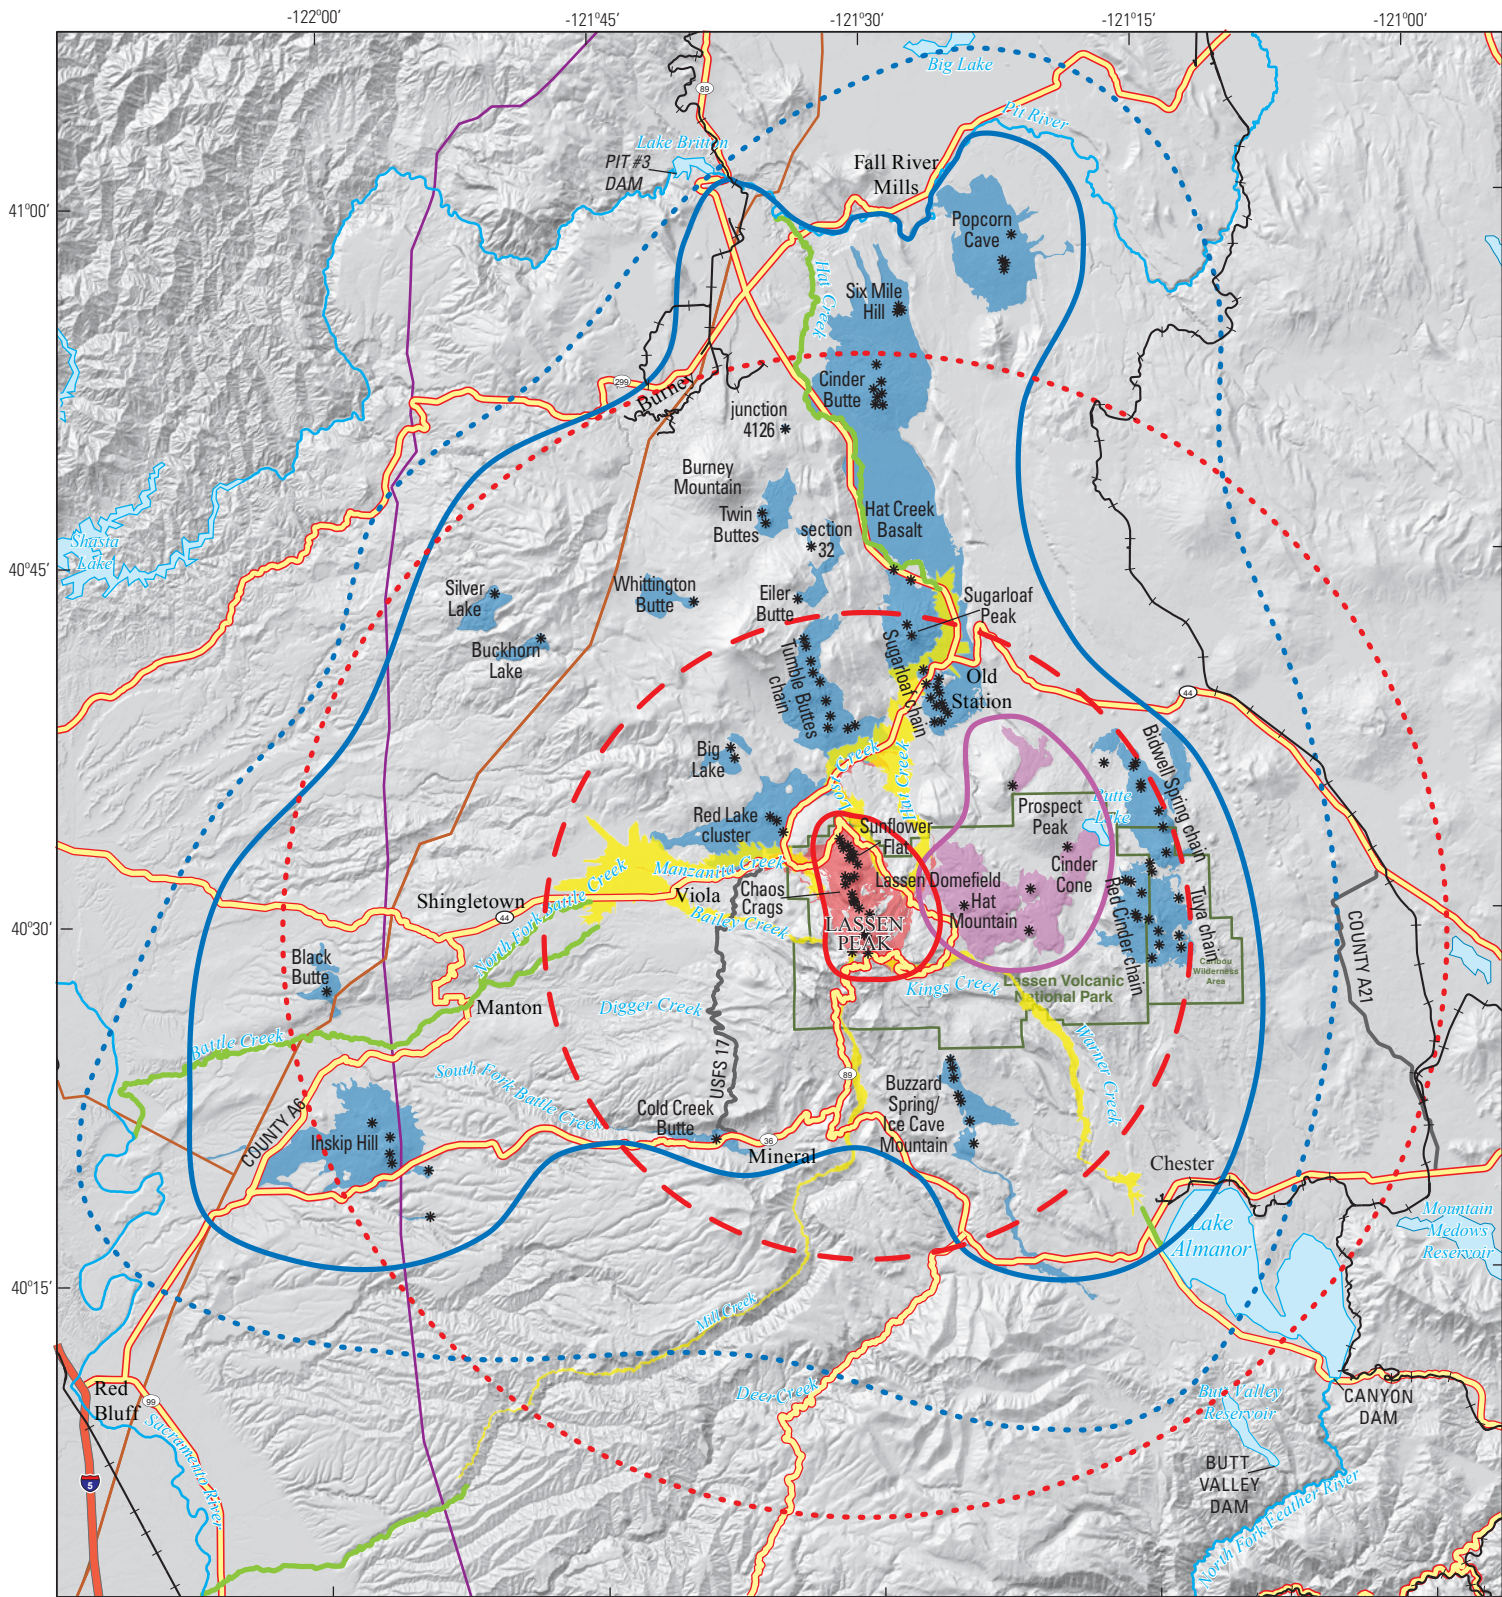 -122°00'
-121°45'
-121°30'
-121°15'
-121°00'
41°00'
40°45'
40°30'
40°15'
Big Lake
89
Pit River
Lake Britton
PIT #3
DAM
Fall River
Mills
Popcorn
Cave
Hat Creek
Six Mile
Hill
Cinder
Butte
299
Burney
junction
4126
Burney
Mountain
Twin
Buttes
section
32
Hat Creek
Basalt
Shasta
Lake
Silver
Lake
Whittington
Butte
Eiler
Butte
Sugarloaf
Peak
Buckhorn
Lake
Tumble Buttes
chain
Sugarloaf chain
Old
Station
44
Big
Lake
Lost Creek
Hat Creek
Bidwell Spring chain
Butte
Lake
Prospect
Peak
Red Lake
cluster
Sunflower
Flat
Cinder
Cone
Manzanita Creek
Chaos
Crags
Lassen Domefield
Hat
Mountain
Red Cinder chain
Tuya chain
Shingletown
44
Viola
Bailey Creek
North Fork Battle Creek
LASSEN
PEAK
COUNTY A21
Black
Butte
Caribou
Wilderness
Area
Kings Creek
Lassen Volcanic
National Park
Manton
Digger Creek
Battle Creek
USFS 17
Warner Creek
South Fork Battle Creek
89
Buzzard
Spring/
Ice Cave
Mountain
COUNTY A6
Inskip Hill
Cold Creek
Butte
36
Mineral
Chester
Lake
Almanor
Mountain
Medows
Reservoir
Mill Creek
Deer Creek
Red
Bluff
99
Sacramento River
5
Butt Valley
Reservoir
CANYON
DAM
BUTT
VALLEY
DAM
North Fork Feather River